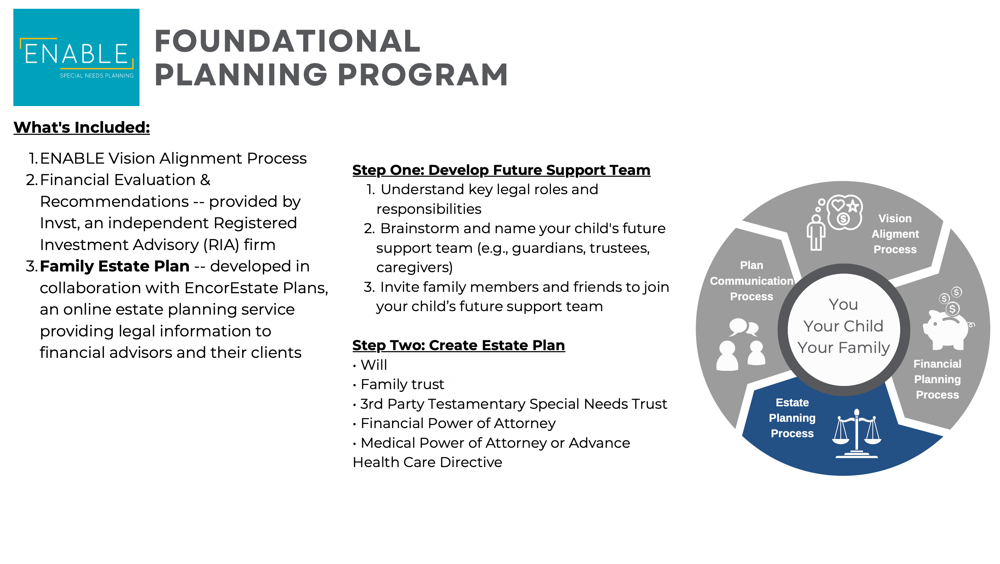 ENABLE
SPECIAL NEEDS PLANNING
FOUNDATIONAL
PLANNING PROGRAM
What's Included:
1. ENABLE Vision Alignment Process
2. Financial Evaluation &
Recommendations -- provided by
Invst, an independent Registered
Investment Advisory (RIA) firm
3. Family Estate Plan -- developed in
collaboration with EncorEstate Plans,
an online estate planning service
providing legal information to
financial advisors and their clients
Step One: Develop Future Support Team
1. Understand key legal roles and
responsibilities
2. Brainstorm and name your child's future
support team (e.g., guardians, trustees,
caregivers)
3. Invite family members and friends to join
your child’s future support team
Step Two: Create Estate Plan
• Will
• Family trust
• 3rd Party Testamentary Special Needs Trust
• Financial Power of Attorney
• Medical Power of Attorney or Advance
Health Care Directive
Vision
Aligment
Process
Plan
Communication
Process
You
Your Child
Your Family
$
$
$
$
Financial
Planning
Process
Estate
Planning
Process